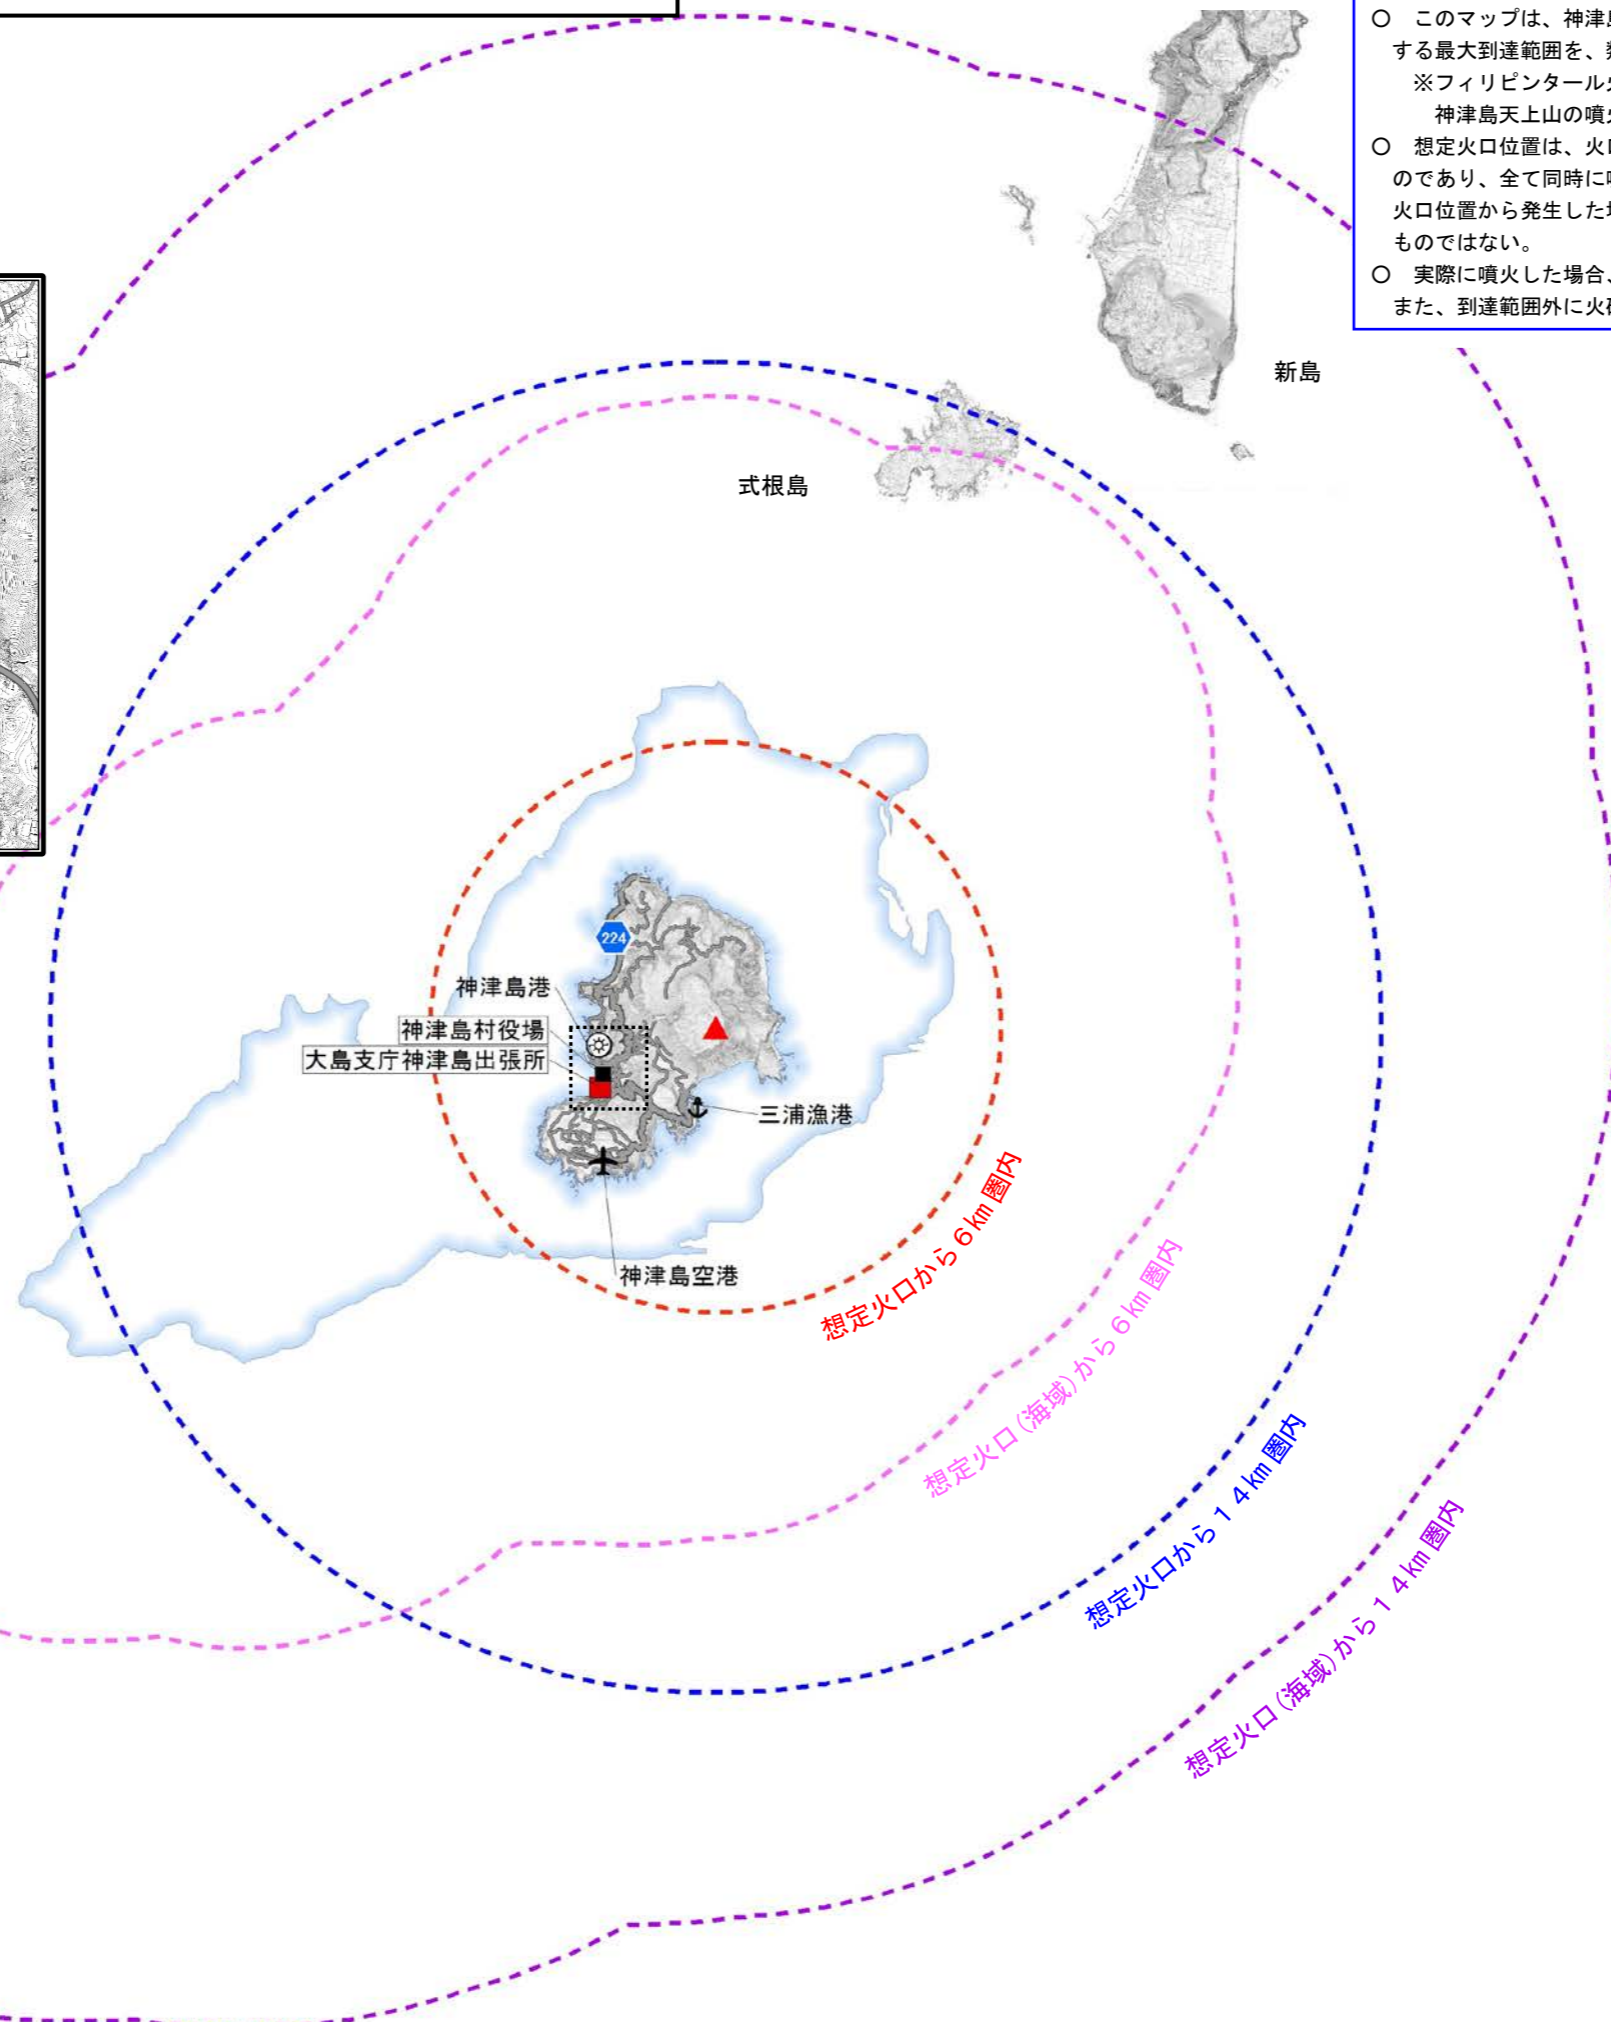 ○　このマップは、神津島
する最大到達範囲を、数
※フィリピンタール火
神津島天上山の噴火
○　想定火口位置は、火口
のであり、全て同時に噴
火口位置から発生した場
ものではない。
○　実際に噴火した場合、
また、到達範囲外に火砕
新島
式根島
224
神津島港
神津島村役場
大島支庁神津島出張所
三浦漁港
神津島空港
想定火口から６㎞圏内
想定火口（海域）から６㎞圏内
想定火口から１４㎞圏内
想定火口（海域）から１４㎞圏内